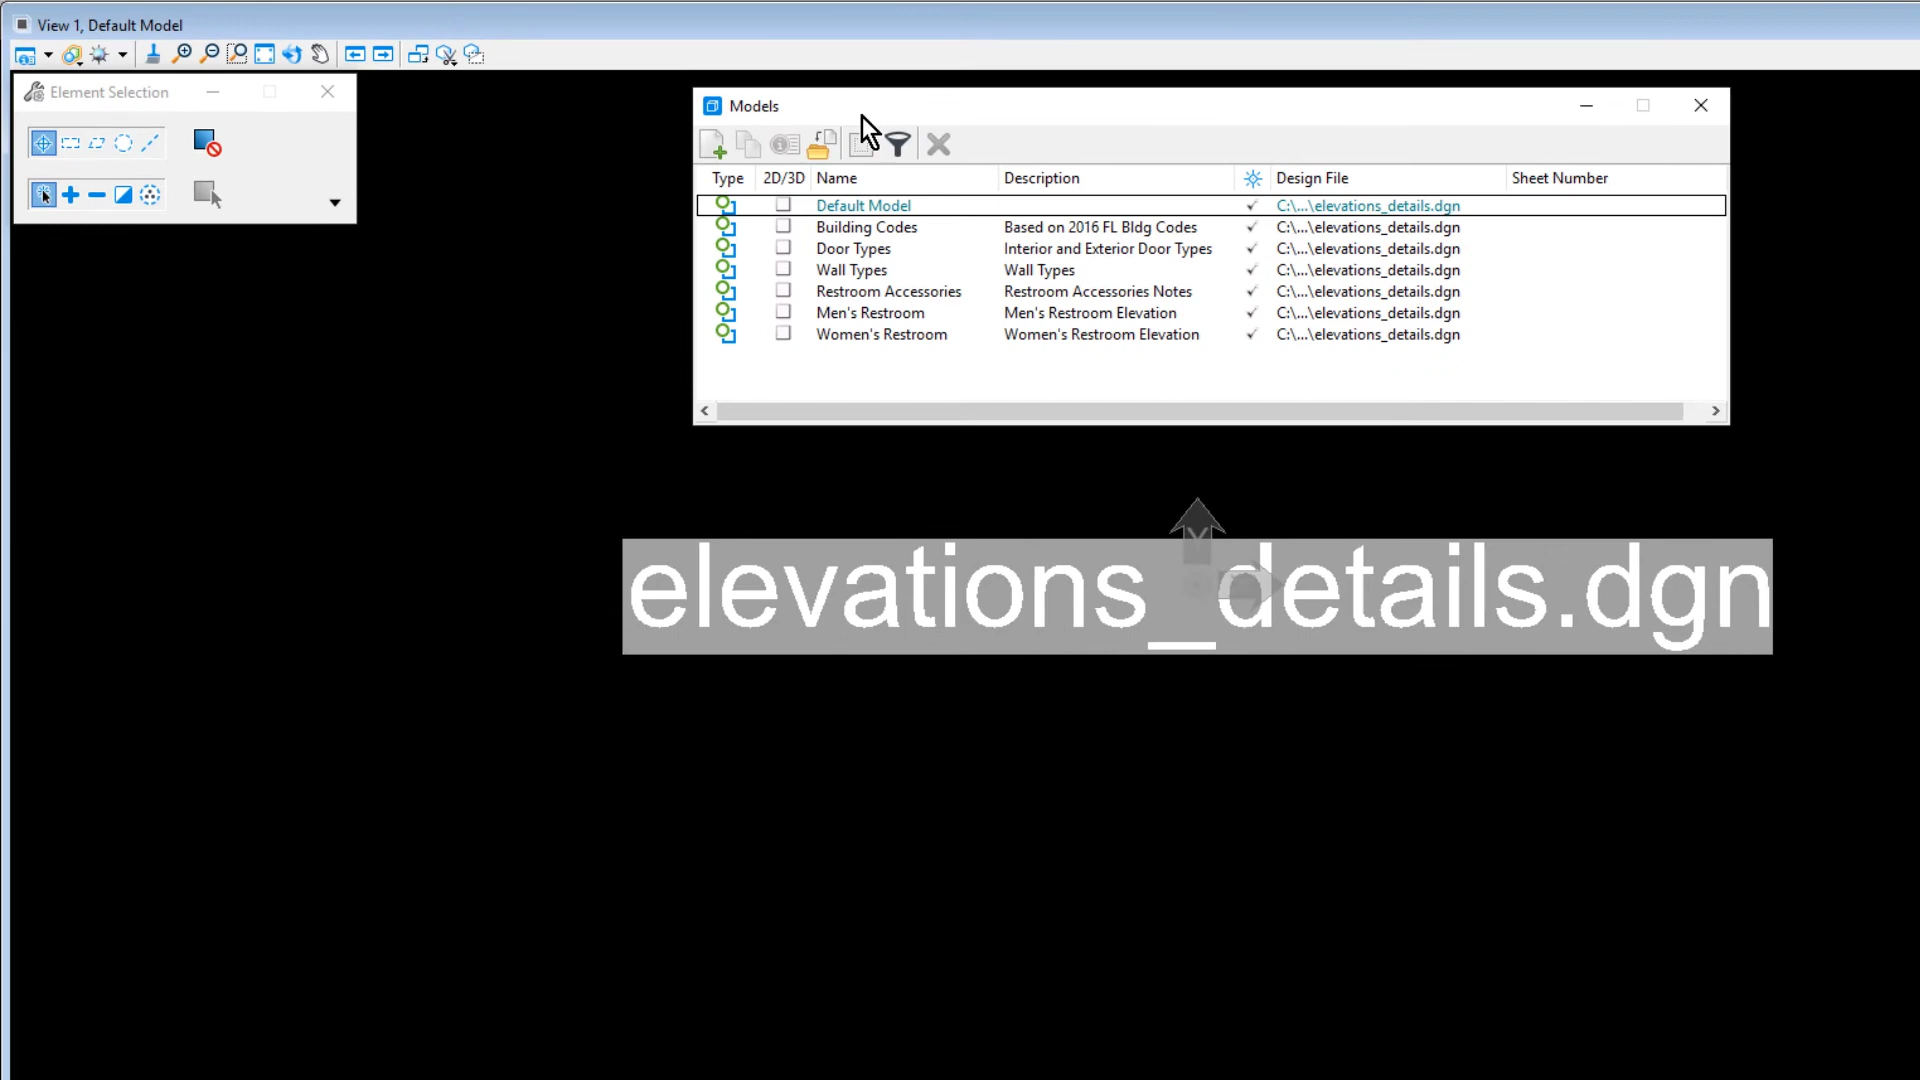 View 1, Default Model
Element Selection
Models
Type 2D/3D Name Description Design File Sheet Number
Default Model C:\...\elevations_details.dgn
Building Codes Based on 2016 FL Bldg Codes C:\...\elevations_details.dgn
Door Types Interior and Exterior Door Types C:\...\elevations_details.dgn
Wall Types Wall Types C:\...\elevations_details.dgn
Restroom Accessories Restroom Accessories Notes C:\...\elevations_details.dgn
Men's Restroom Men's Restroom Elevation C:\...\elevations_details.dgn
Women's Restroom Women's Restroom Elevation C:\...\elevations_details.dgn
Y
elevations_details.dgn